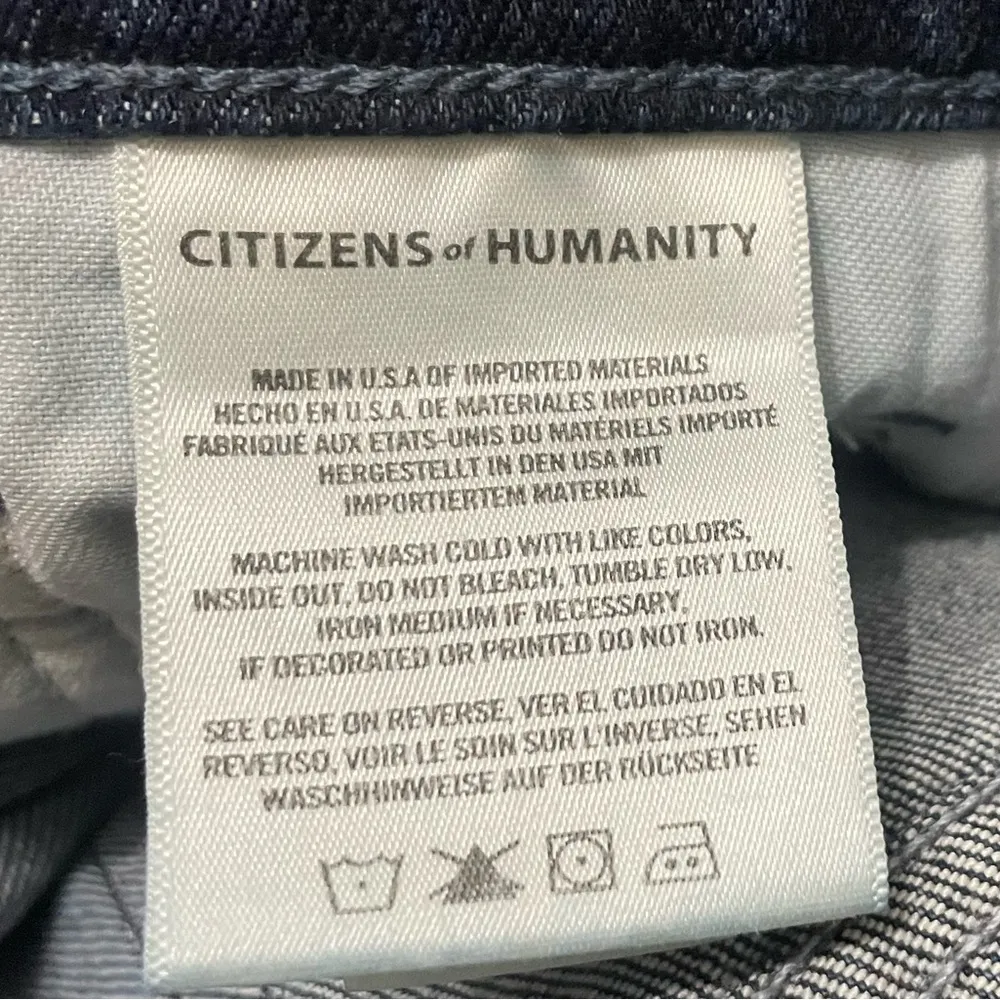 CITIZENS of HUMANITY
MADE IN U.S.A OF IMPORTED MATERIALS
HECHO EN U.S.A. DE MATERIALES IMPORTADOS
FABRIQUÉ AUX ETATS-UNIS DU MATERIELS IMPORTÉ
HERGESTELLT IN DEN USA MIT
IMPORTIERTEM MATERIAL
MACHINE WASH COLD WITH LIKE COLORS,
INSIDE OUT, DO NOT BLEACH, TUMBLE DRY LOW.
IRON MEDIUM IF NECESSARY.
IF DECORATED OR PRINTED DO NOT IRON.
SEE CARE ON REVERSE, VER EL CUIDADO EN EL
REVERSO, VOIR LE SOIN SUR L'INVERSE, SEHEN
WASCHHINWEISE AUF DER RÜCKSEITE